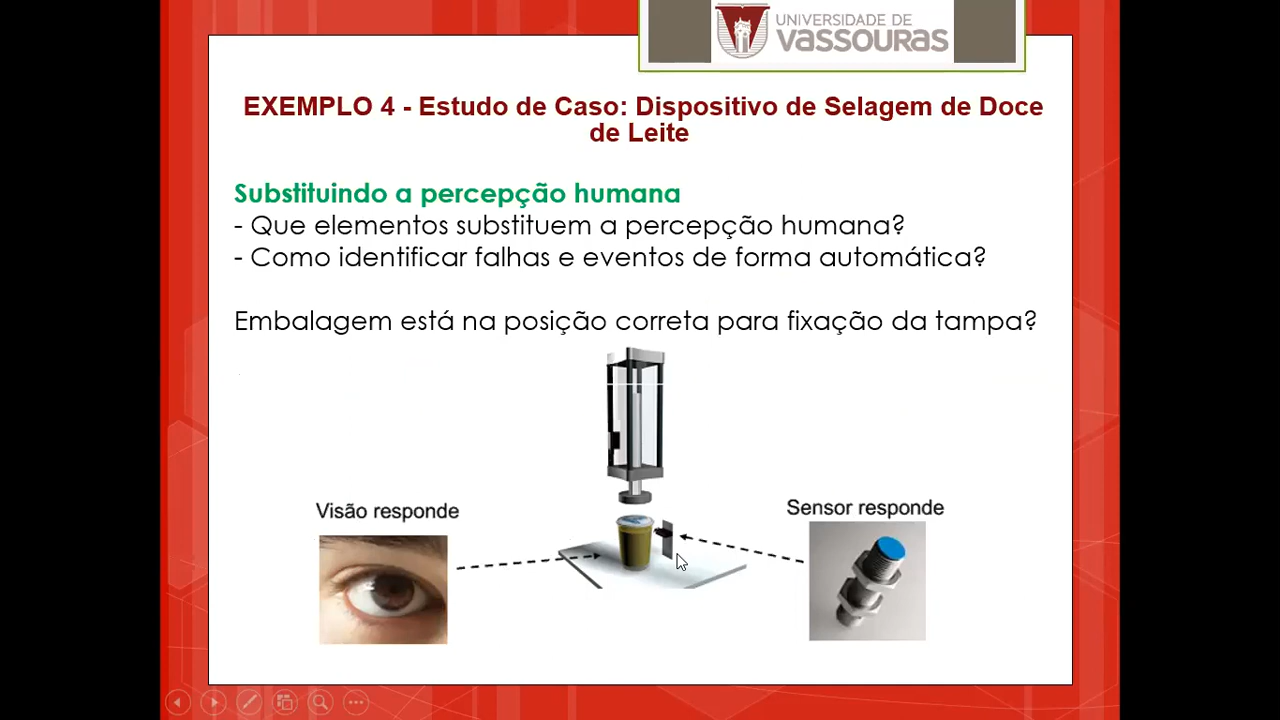 UNIVERSIDADE DE
VASSOURAS
EXEMPLO 4 - Estudo de Caso: Dispositivo de Selagem de Doce
de Leite
Substituindo a percepção humana
- Que elementos substituem a percepção humana?
- Como identificar falhas e eventos de forma automática?
Embalagem está na posição correta para fixação da tampa?
Visão responde
Sensor responde